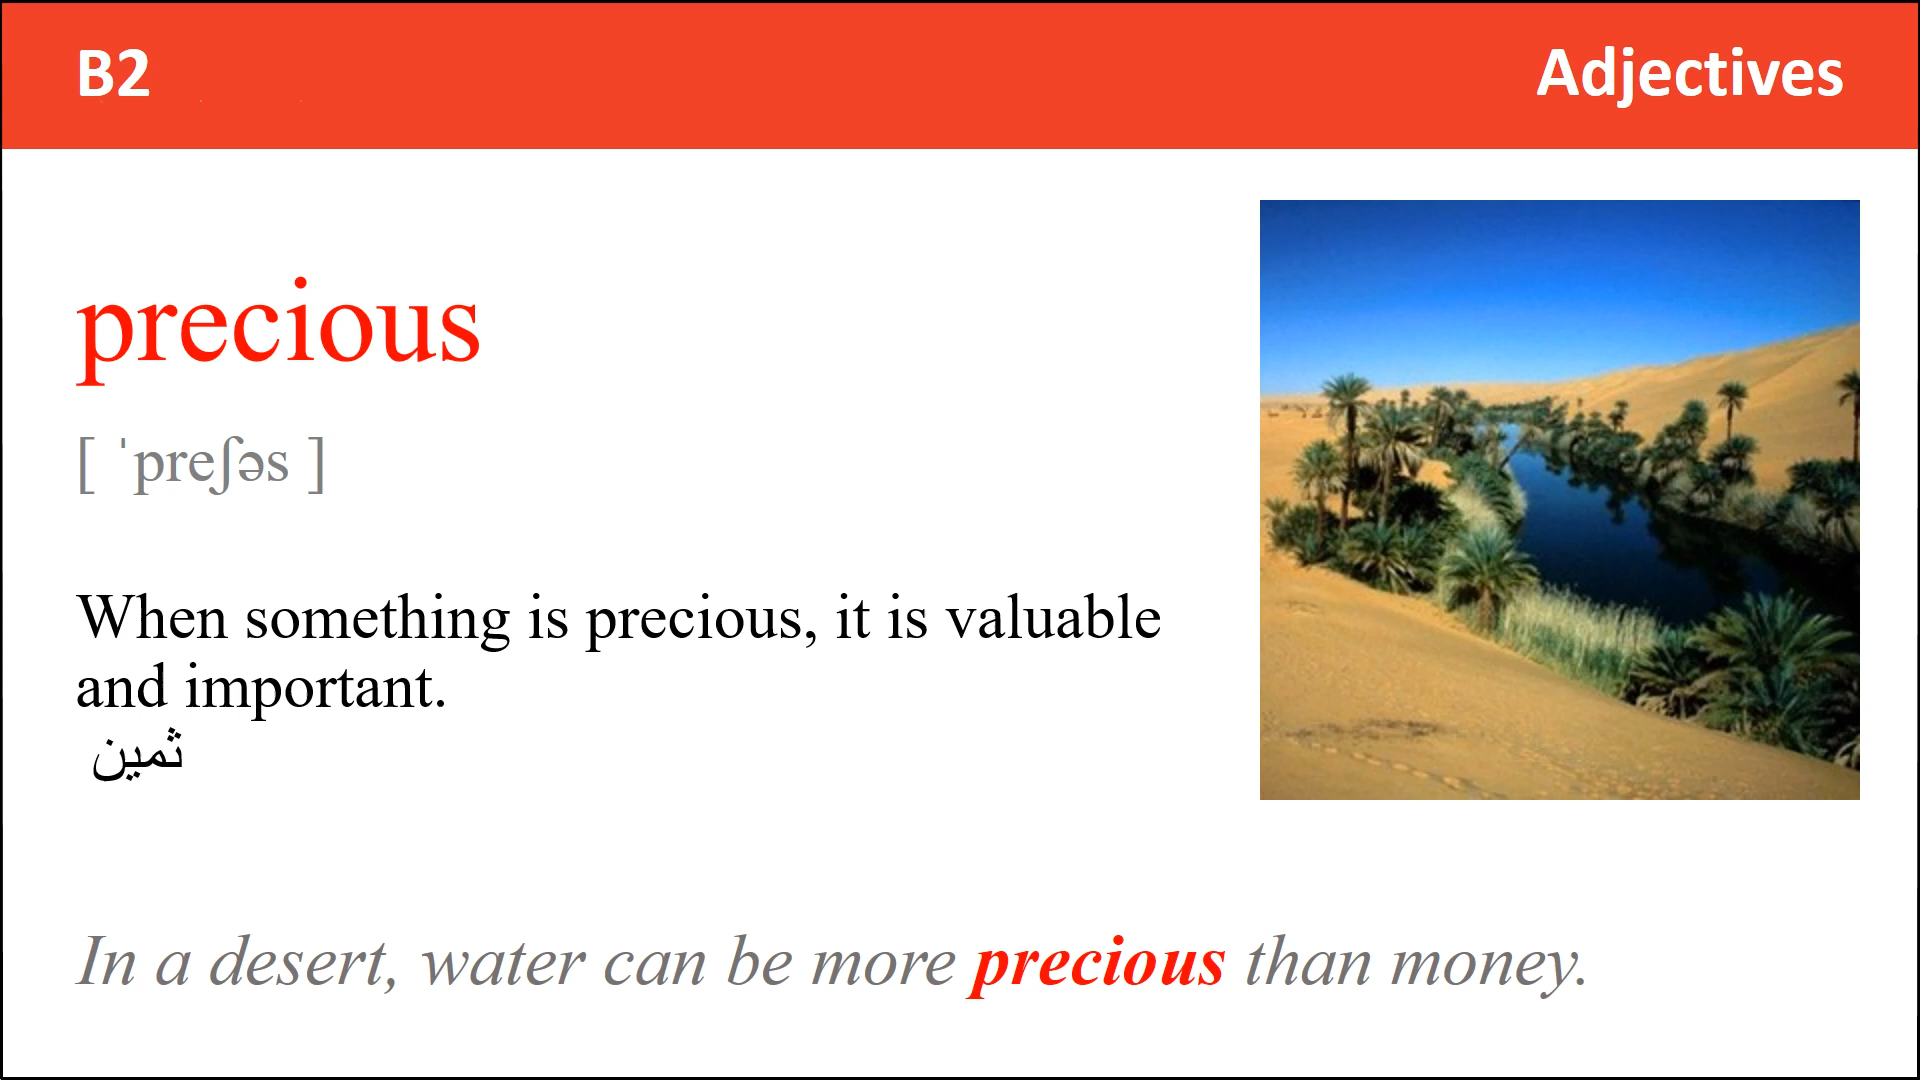 B2
Adjectives
precious
[ ˈpreʃəs ]
When something is precious, it is valuable
and important.
ثمين
In a desert, water can be more precious than money.